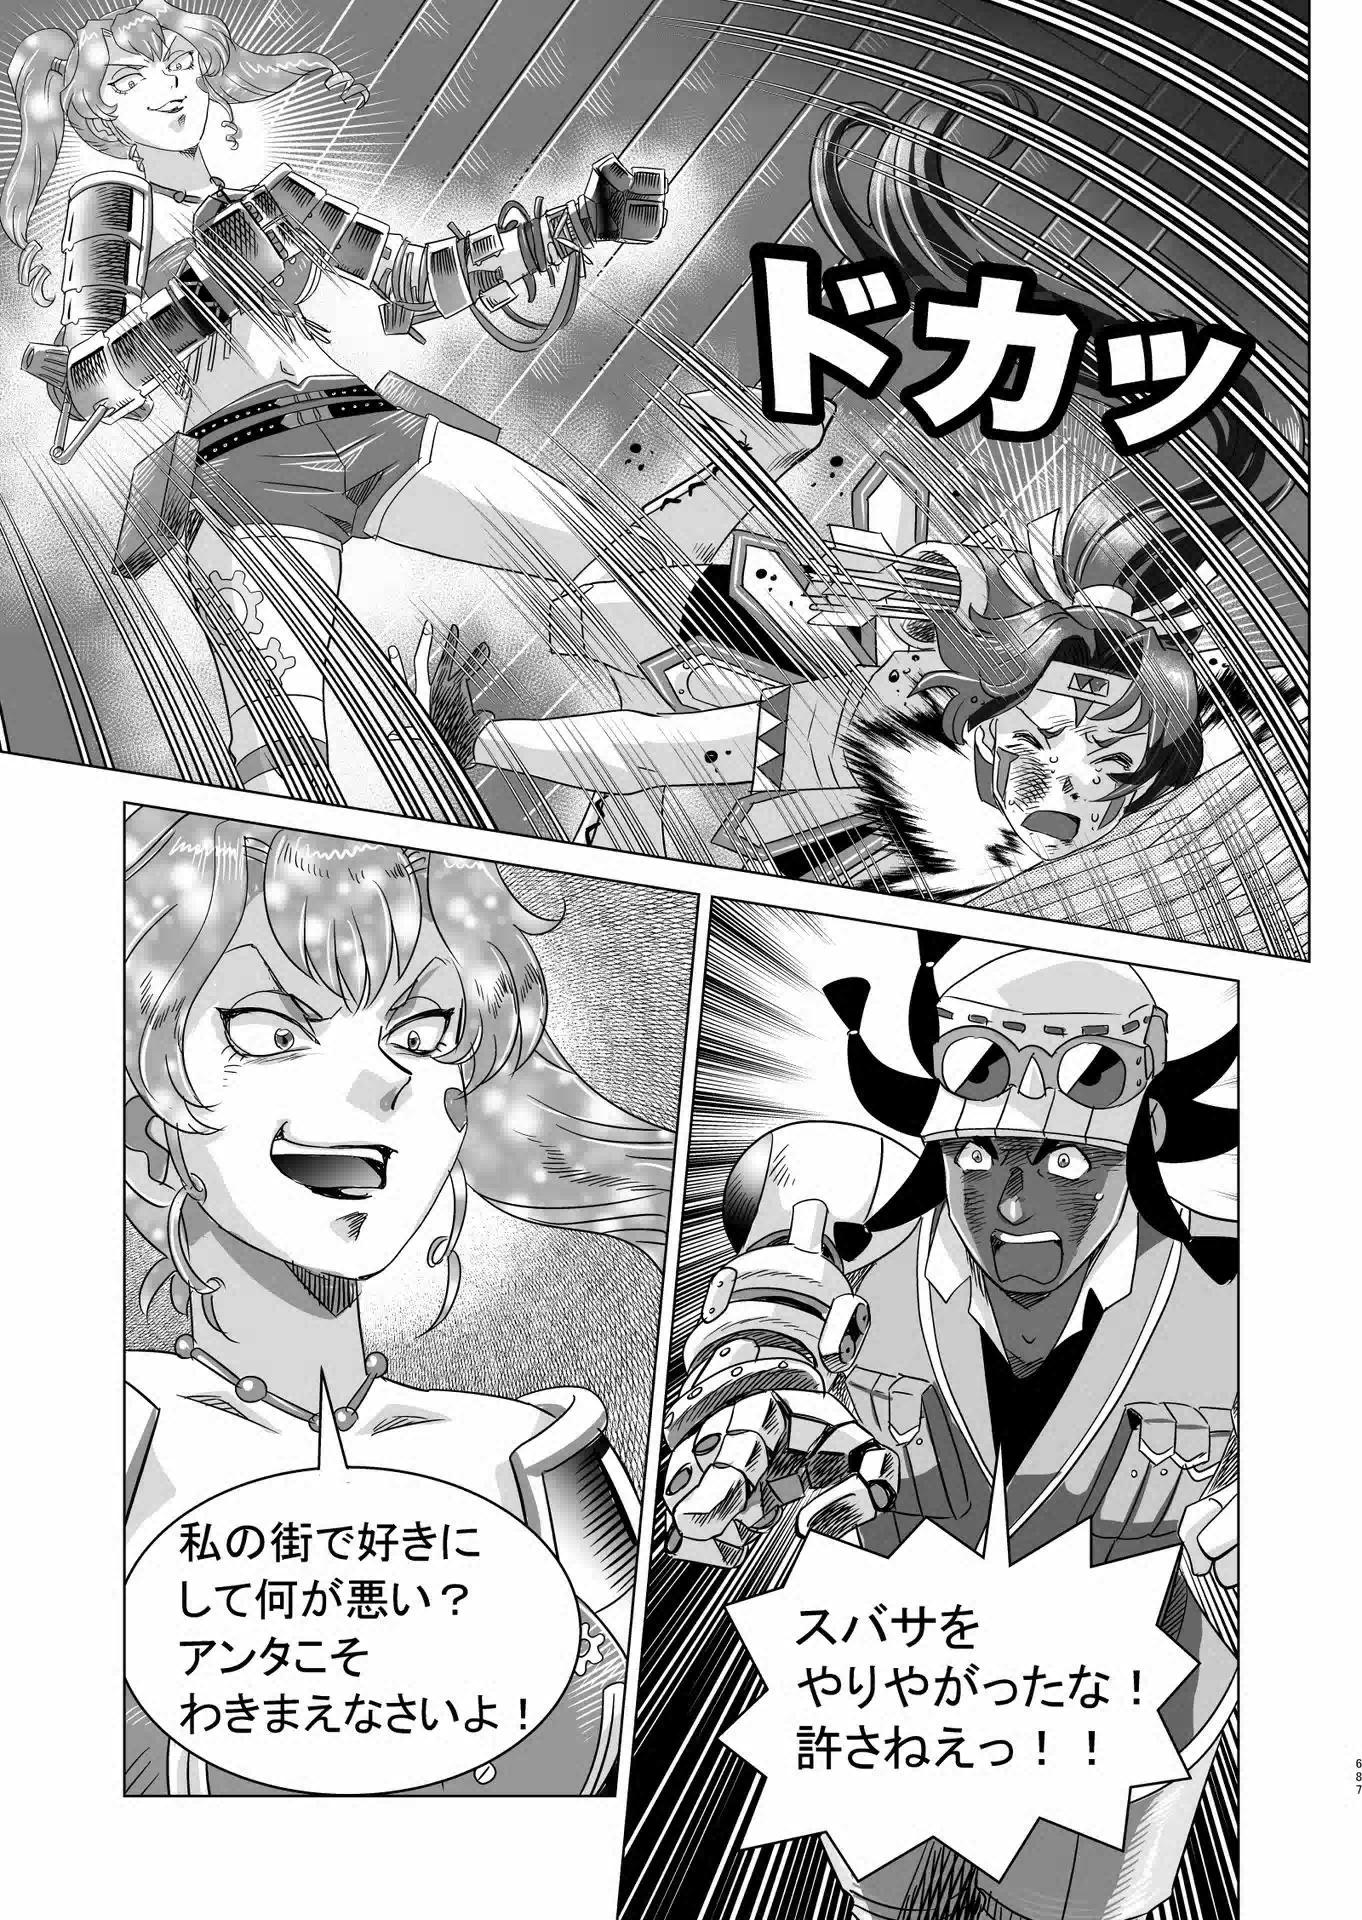 ドカッ
スバサを
やりやがったな！
許さねえっ！！
私の街で好きに
して何が悪い？
アンタこそ
わきまえなさいよ！
687